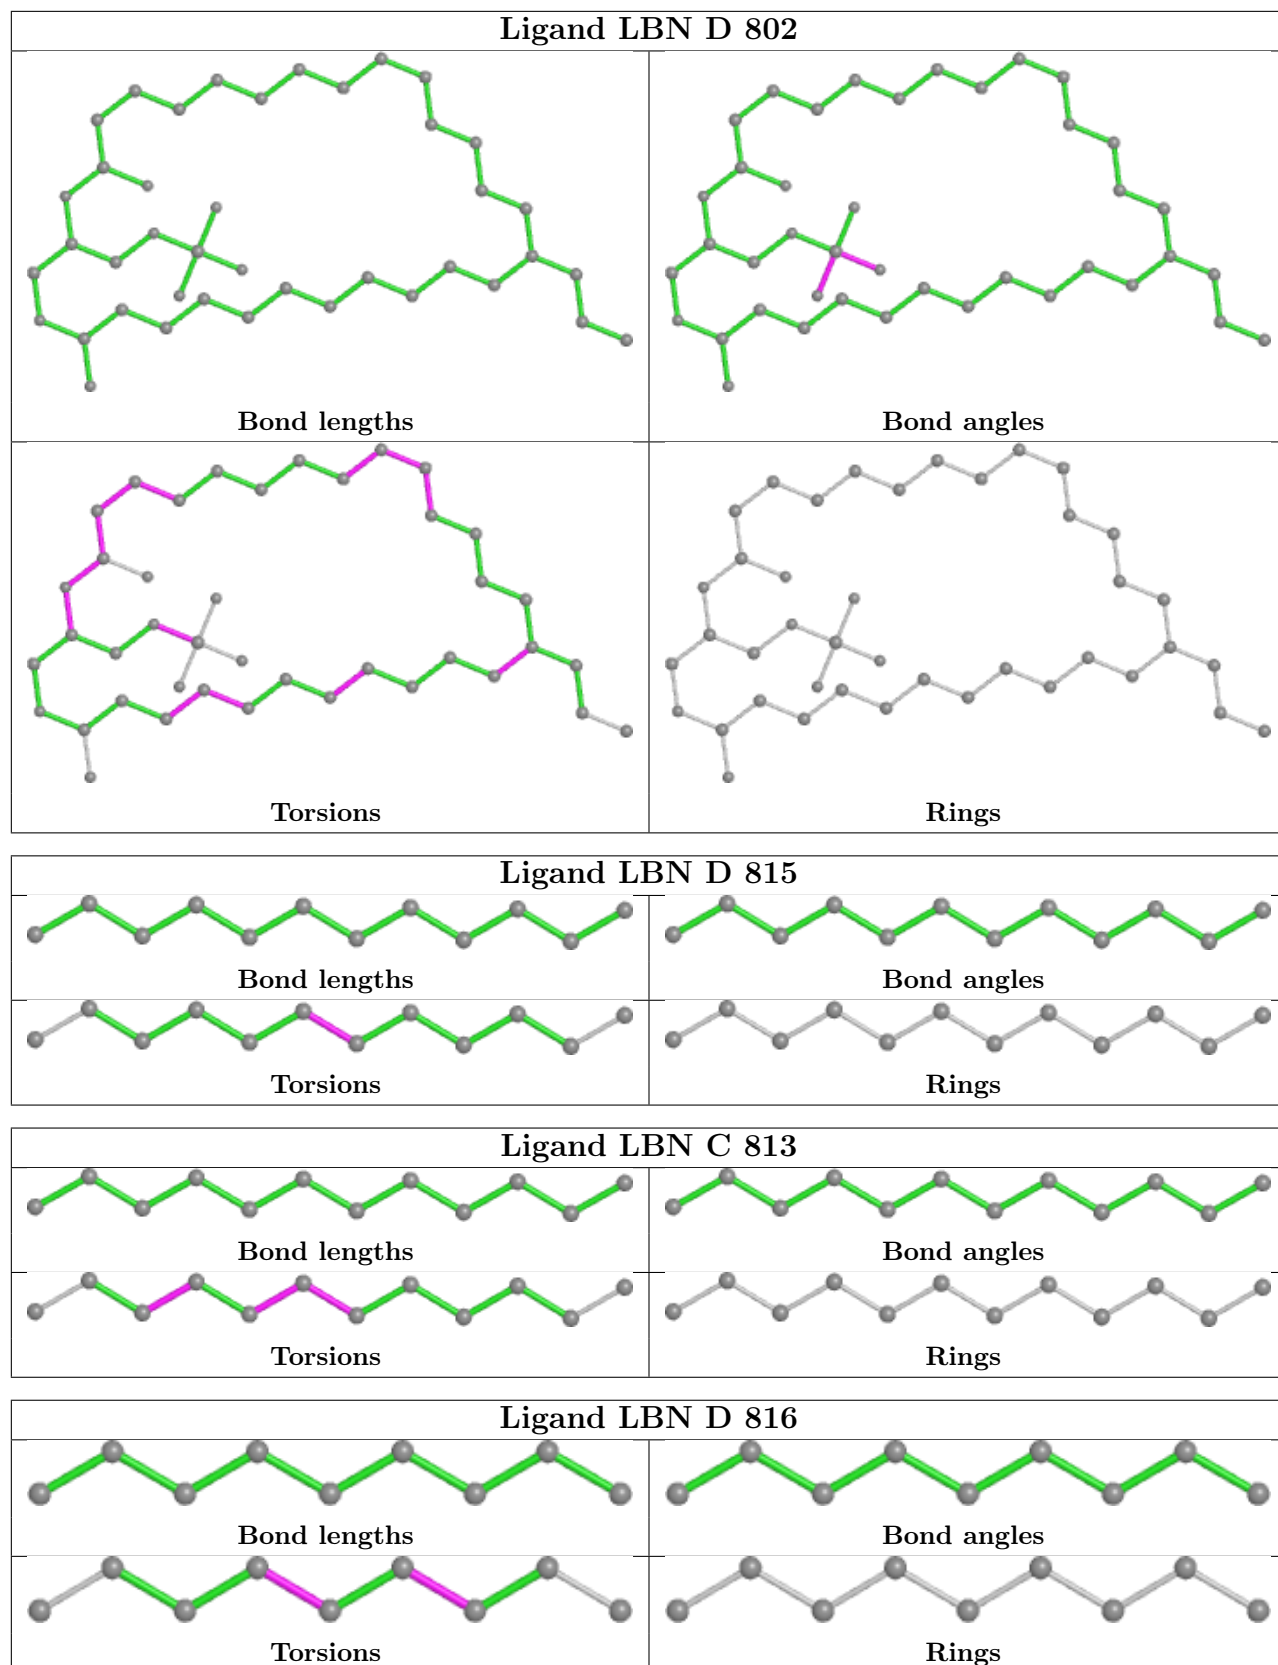 Ligand LBN D 802
Bond lengths
Bond angles
Torsions
Rings
Ligand LBN D 815
Bond lengths
Bond angles
Torsions
Rings
Ligand LBN C 813
Bond lengths
Bond angles
Torsions
Rings
Ligand LBN D 816
Bond lengths
Bond angles
Torsions
Rings